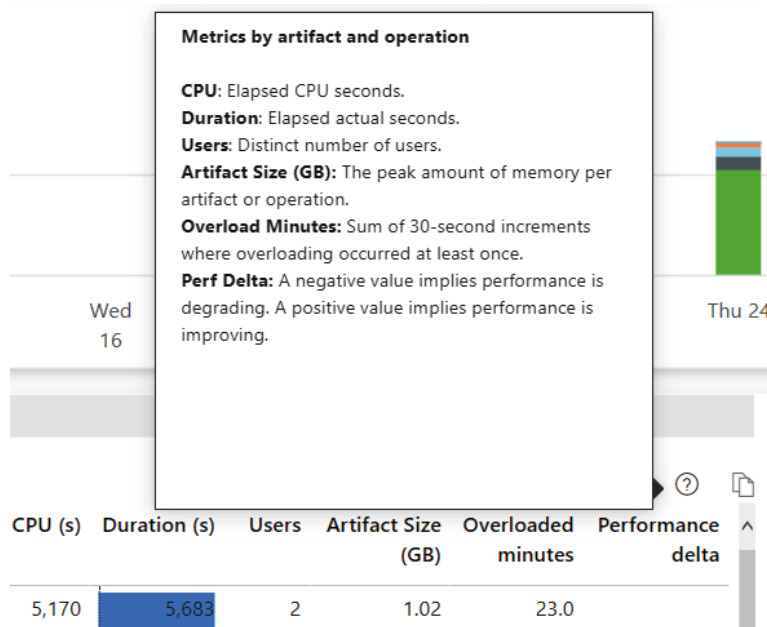 Metrics by artifact and operation
CPU: Elapsed CPU seconds.
Duration: Elapsed actual seconds.
Users: Distinct number of users.
Artifact Size (GB): The peak amount of memory per
artifact or operation.
Overload Minutes: Sum of 30-second increments
where overloading occurred at least once.
Perf Delta: A negative value implies performance is
degrading. A positive value implies performance is
improving.
Wed
16
Thu 24
CPU (s) Duration (s) Users Artifact Size Overloaded Performance
(GB) minutes delta
5,170 5,683 2 1.02 23.0